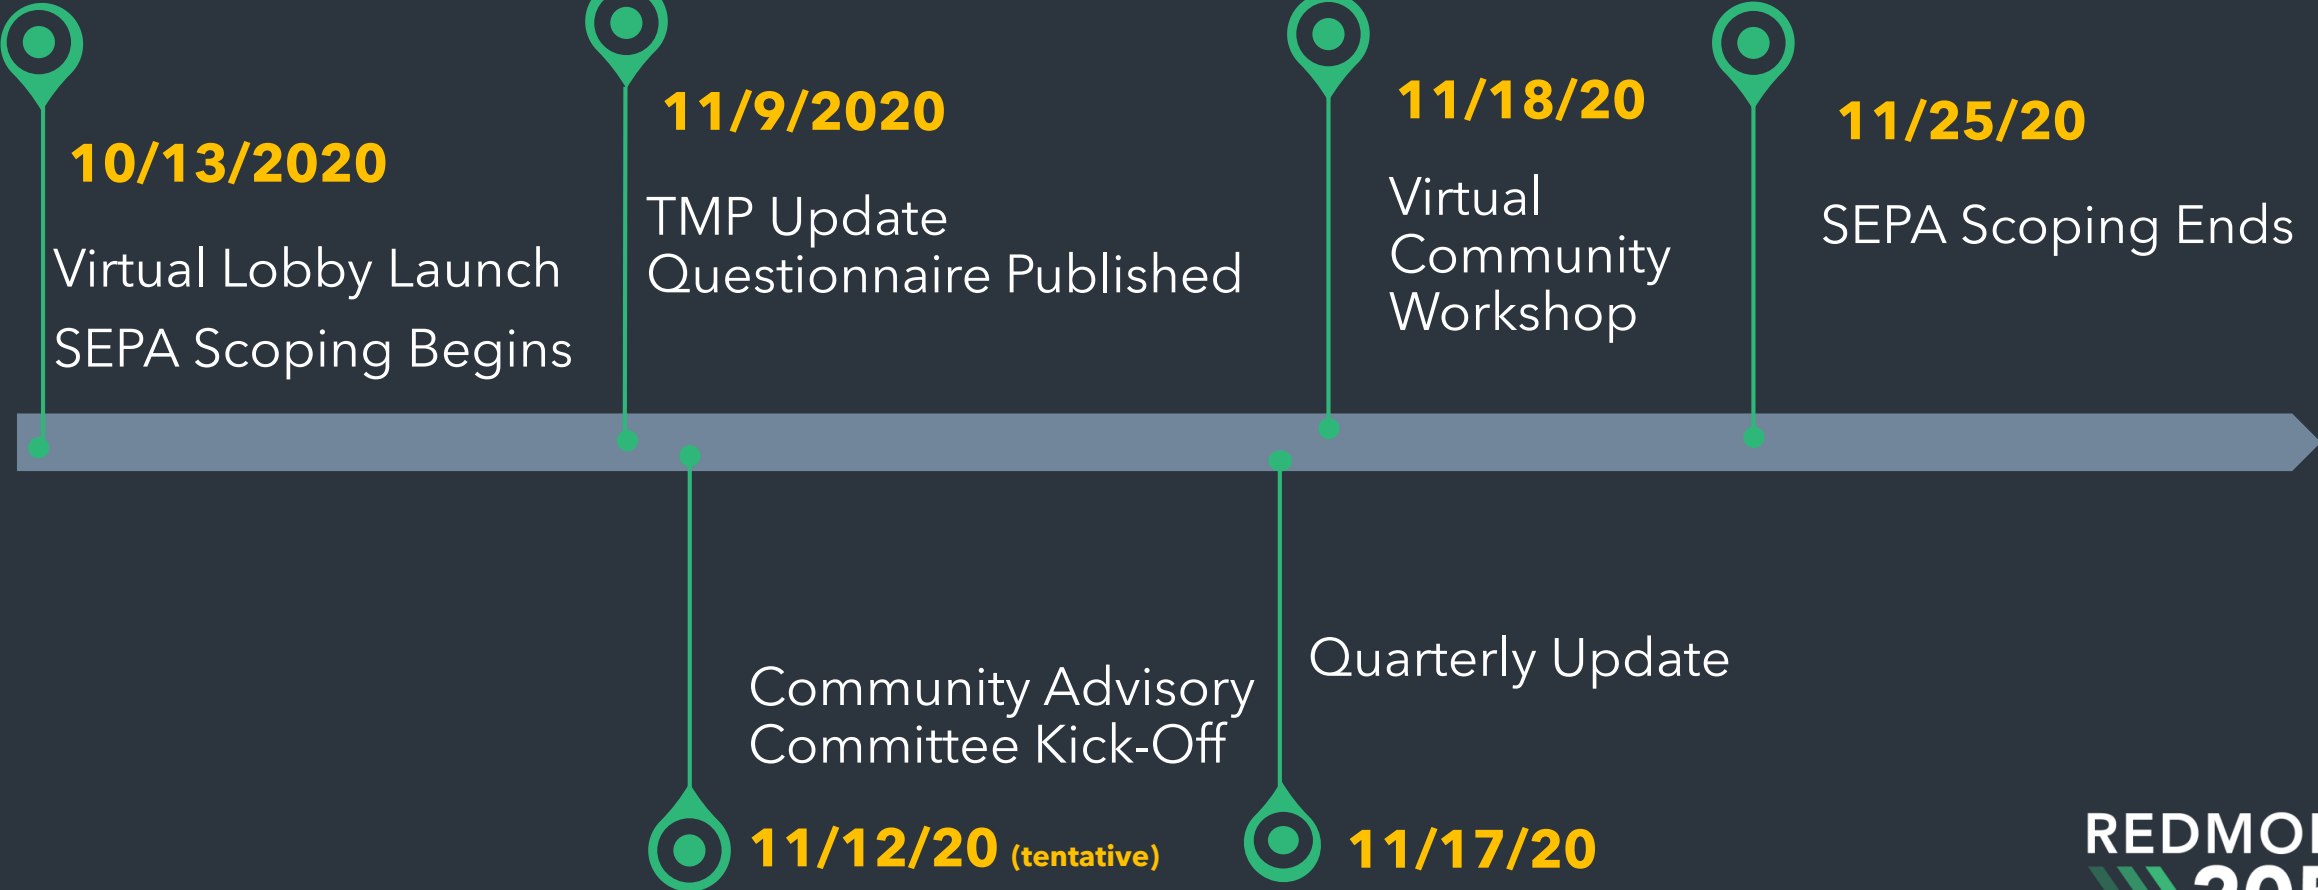 10/13/2020
Virtual Lobby Launch
SEPA Scoping Begins
11/9/2020
TMP Update
Questionnaire Published
11/18/20
Virtual
Community
Workshop
11/25/20
SEPA Scoping Ends
Community Advisory
Committee Kick-Off
11/12/20 (tentative)
Quarterly Update
11/17/20